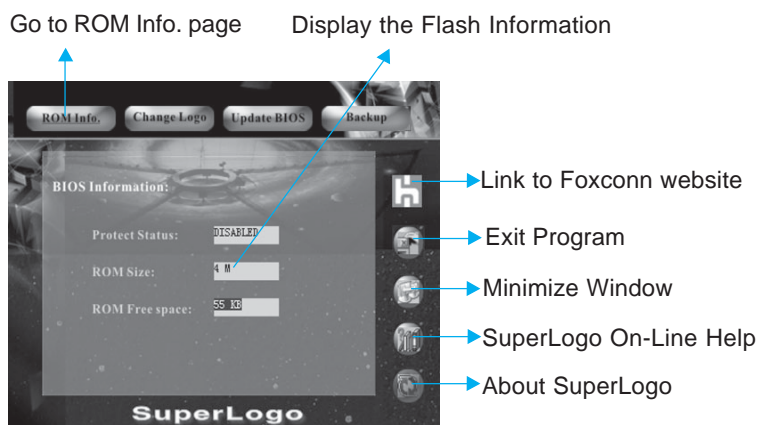 Go to ROM Info. page
Display the Flash Information
ROM Info.
Change Logo
Update BIOS
Backup
BIOS Information:
Protect Status:
DISABLED
ROM Size:
4 M
ROM Free space:
55 KB
Link to Foxconn website
Exit Program
Minimize Window
SuperLogo On-Line Help
About SuperLogo
SuperLogo